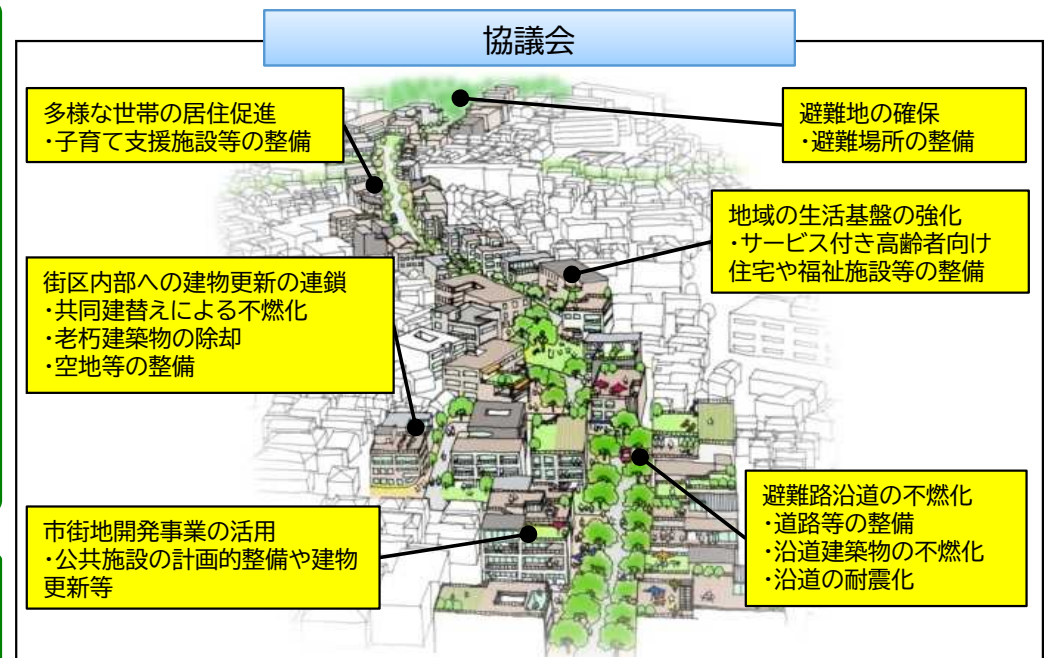 協議会
多様な世帯の居住促進
・子育て支援施設等の整備
避難地の確保
・避難場所の整備
地域の生活基盤の強化
・サービス付き高齢者向け
住宅や福祉施設等の整備
街区内部への建物更新の連鎖
・共同建替えによる不燃化
・老朽建築物の除却
・空地等の整備
避難路沿道の不燃化
・道路等の整備
・沿道建築物の不燃化
・沿道の耐震化
市街地開発事業の活用
・公共施設の計画的整備や建物
更新等